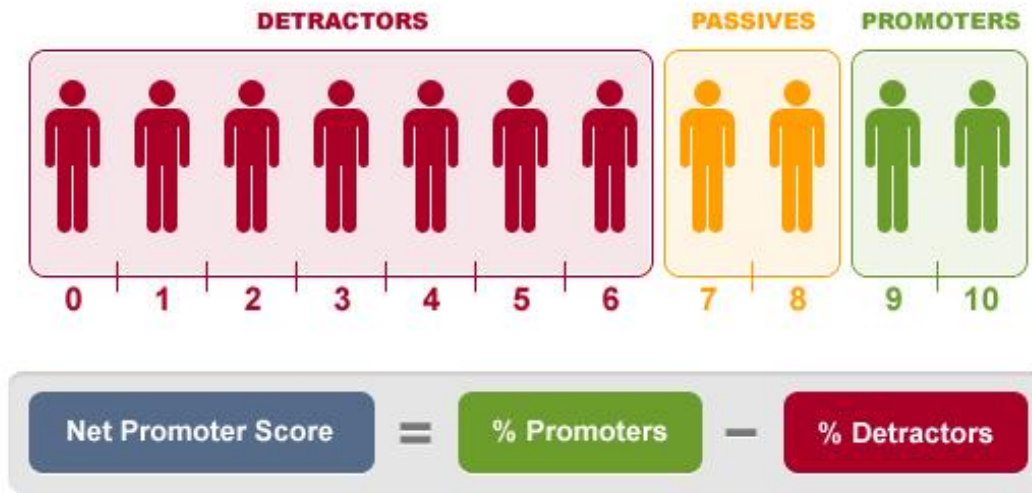 DETRACTORS PASSIVES PROMOTERS
0 1 2 3 4 5 6 7 8 9 10
Net Promoter Score = % Promoters − % Detractors